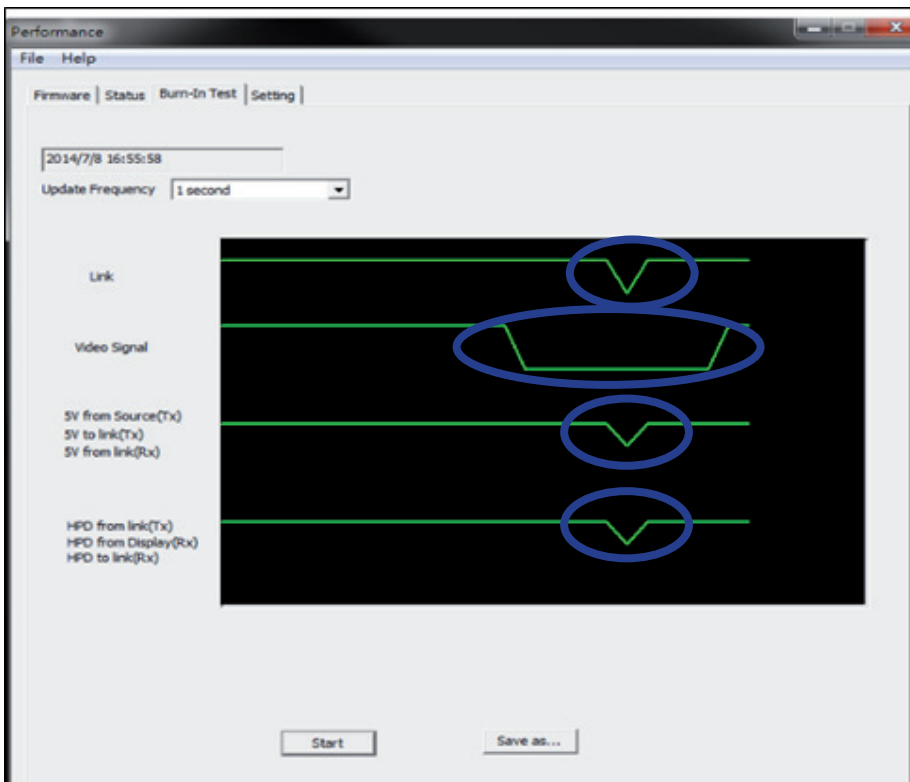 Performance
File Help
Firmware Status Burn-In Test Setting
2014/7/8 16:55:58
Update Frequency 1 second
Link
Video Signal
5V from Source(Tx)
5V to link(Tx)
5V from link(Rx)
HPD from link(Tx)
HPD from Display(Rx)
HPD to link(Rx)
Start Save as...